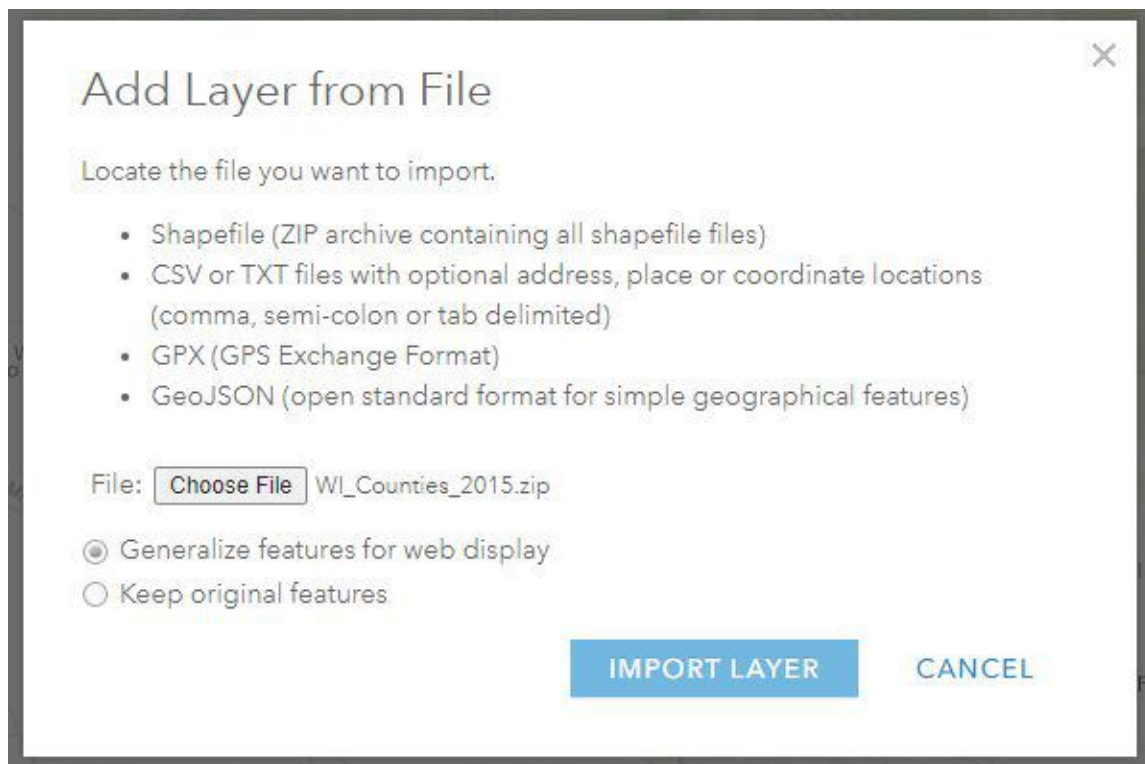 Add Layer from File
Locate the file you want to import.
• Shapefile (ZIP archive containing all shapefile files)
• CSV or TXT files with optional address, place or coordinate locations
(comma, semi-colon or tab delimited)
• GPX (GPS Exchange Format)
• GeoJSON (open standard format for simple geographical features)
File: Choose File WI_Counties_2015.zip
Generalize features for web display
Keep original features
IMPORT LAYER CANCEL